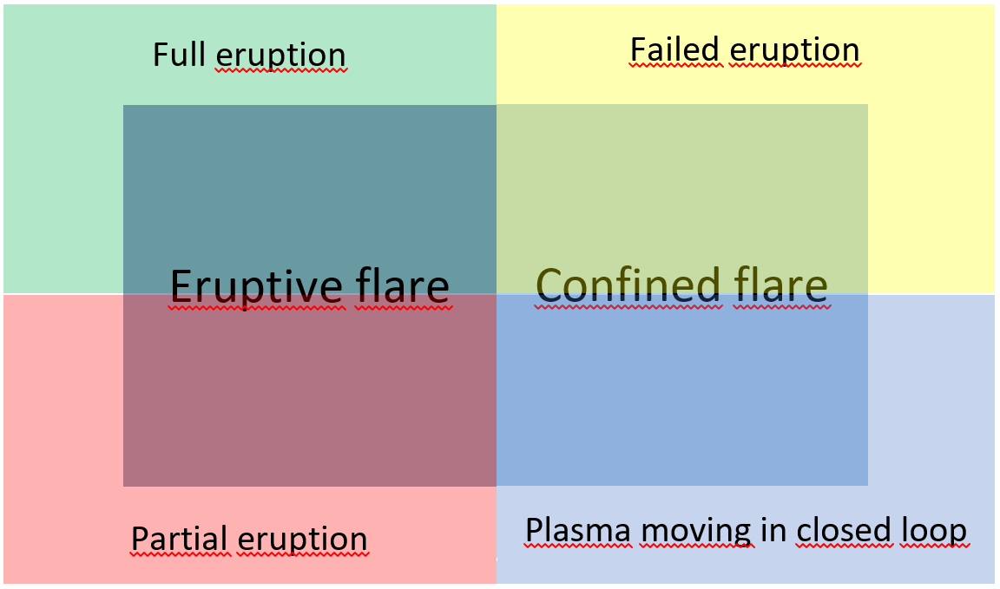 Full eruption
Failed eruption
Eruptive flare
Confined flare
Partial eruption
Plasma moving in closed loop